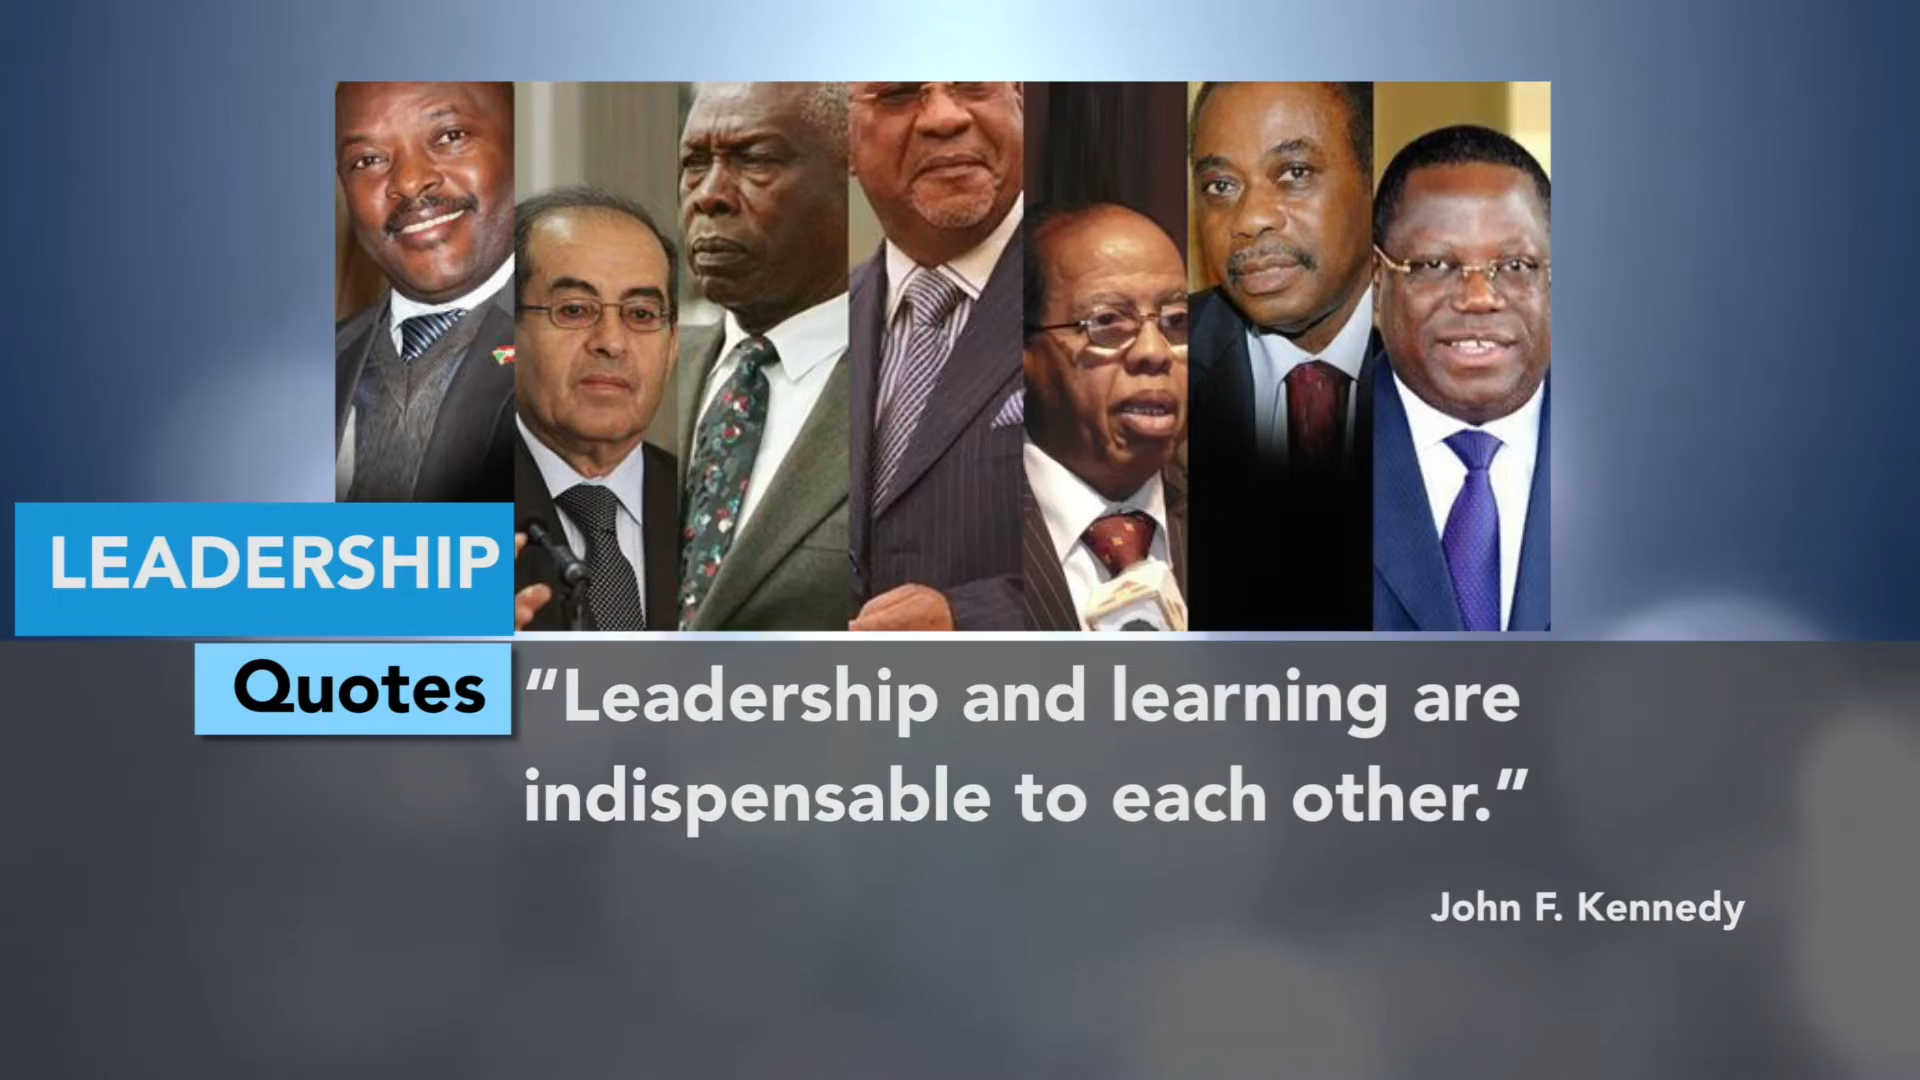 LEADERSHIP
Quotes
“Leadership and learning are
indispensable to each other.”
John F. Kennedy